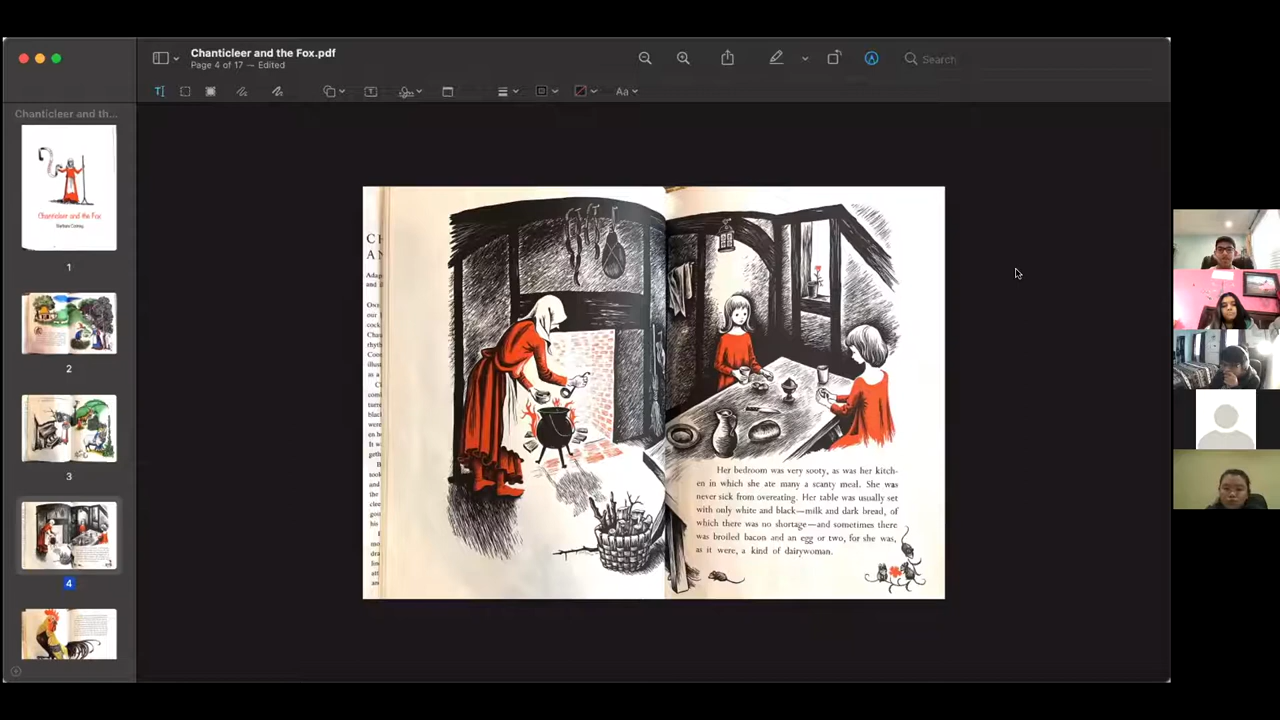 Chanticleer and the Fox.pdf
Page 4 of 17 — Edited
Search
Aa
Chanticleer and th...
Chanticleer and the Fox
Barbara Cooney
1
2
3
4
Her bedroom was very sooty, as was her kitch-
en in which she ate many a scanty meal. She was
never sick from overeating. Her table was usually set
with only white and black—milk and dark bread, of
which there was no shortage—and sometimes there
was broiled bacon and an egg or two, for she was,
as it were, a kind of dairywoman.